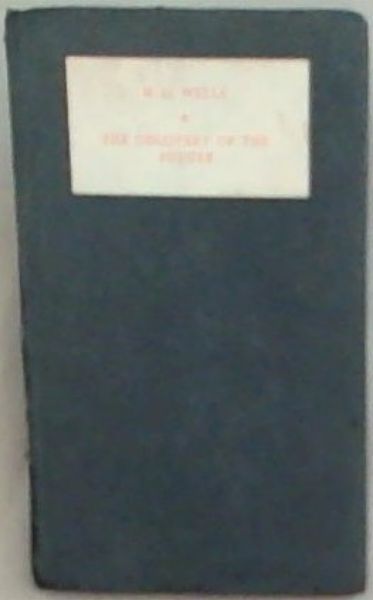 H. G. WELLS
*
THE DISCOVERY OF THE
FUTURE